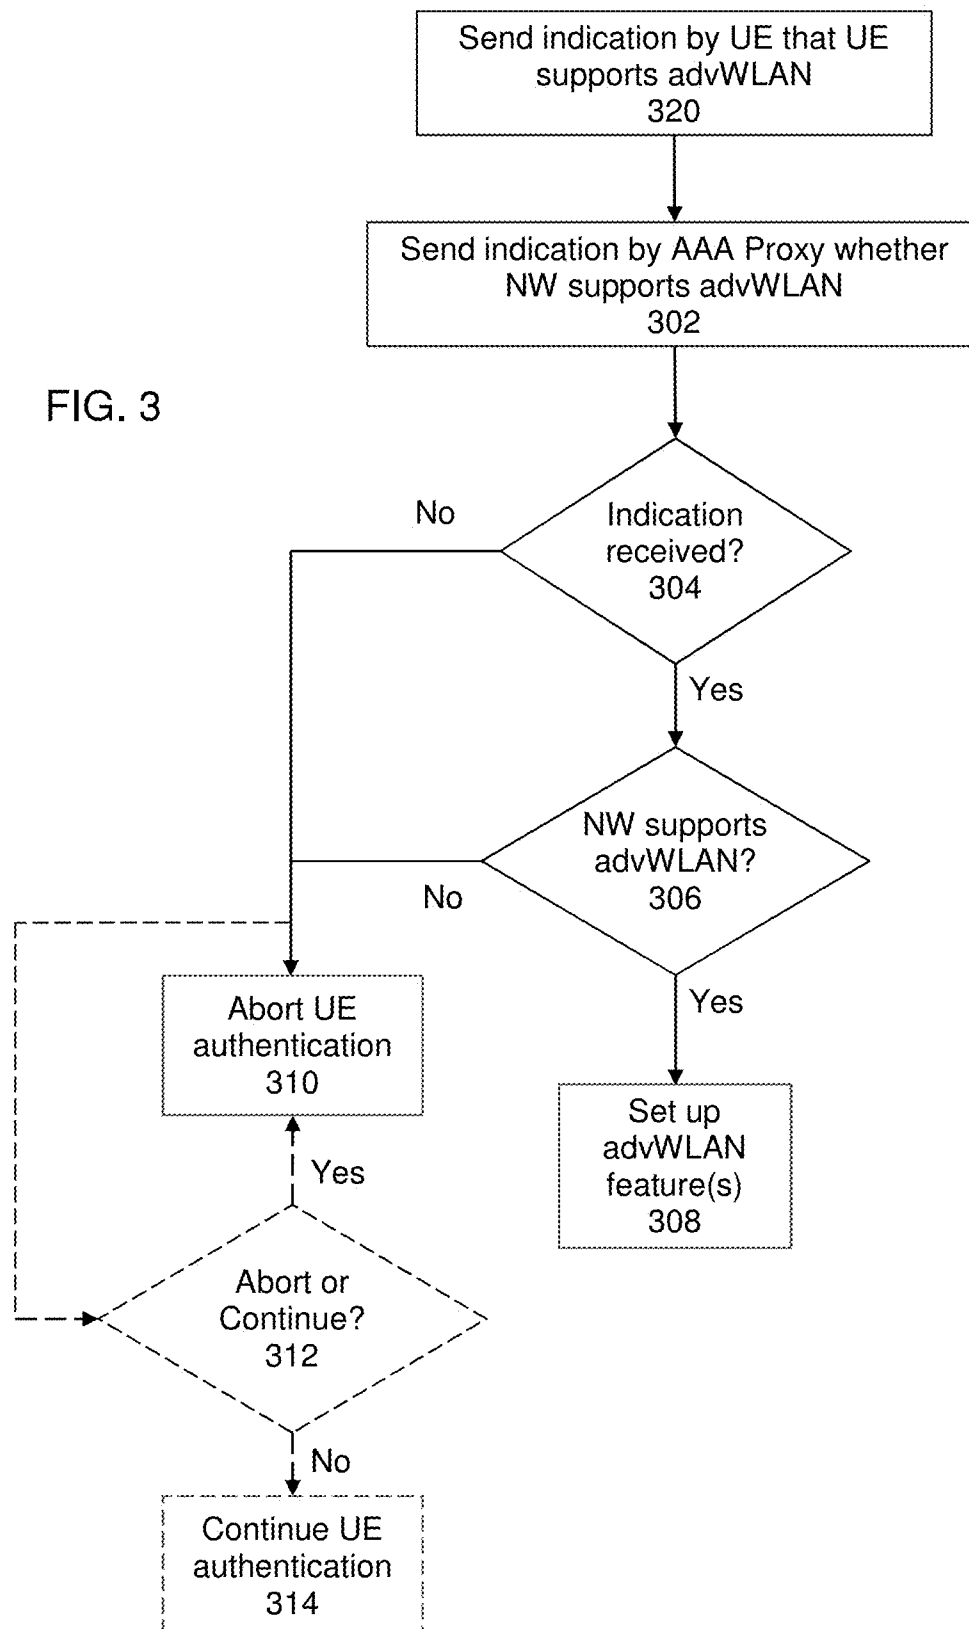 Send indication by UE that UE
supports advWLAN
320
Send indication by AAA Proxy whether
NW supports advWLAN
302
FIG. 3
No
Indication
received?
304
Yes
NW supports
advWLAN?
306
No
Yes
Abort UE
authentication
310
Set up
advWLAN
feature(s)
308
Yes
Abort or
Continue?
312
No
Continue UE
authentication
314